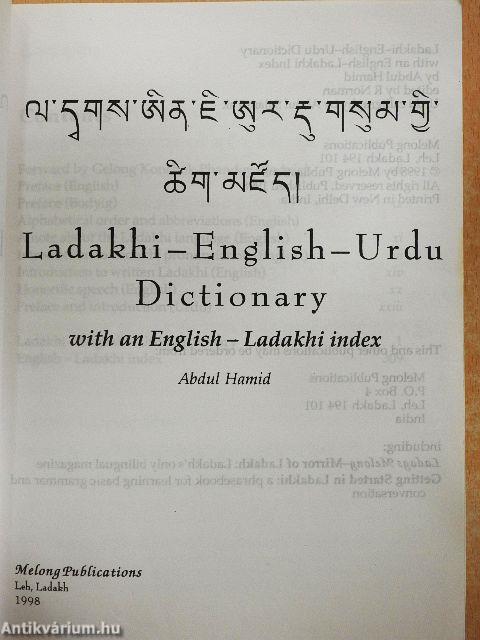 ལ་དྭགས་ཨིན་ཇི་ཨུར་དུ་གསུམ་གྱི་
ཚིག་མཛོད།
Ladakhi – English – Urdu
Dictionary
with an English – Ladakhi index
Abdul Hamid
Melong Publications
Leh, Ladakh
1998
Antikvárium.hu